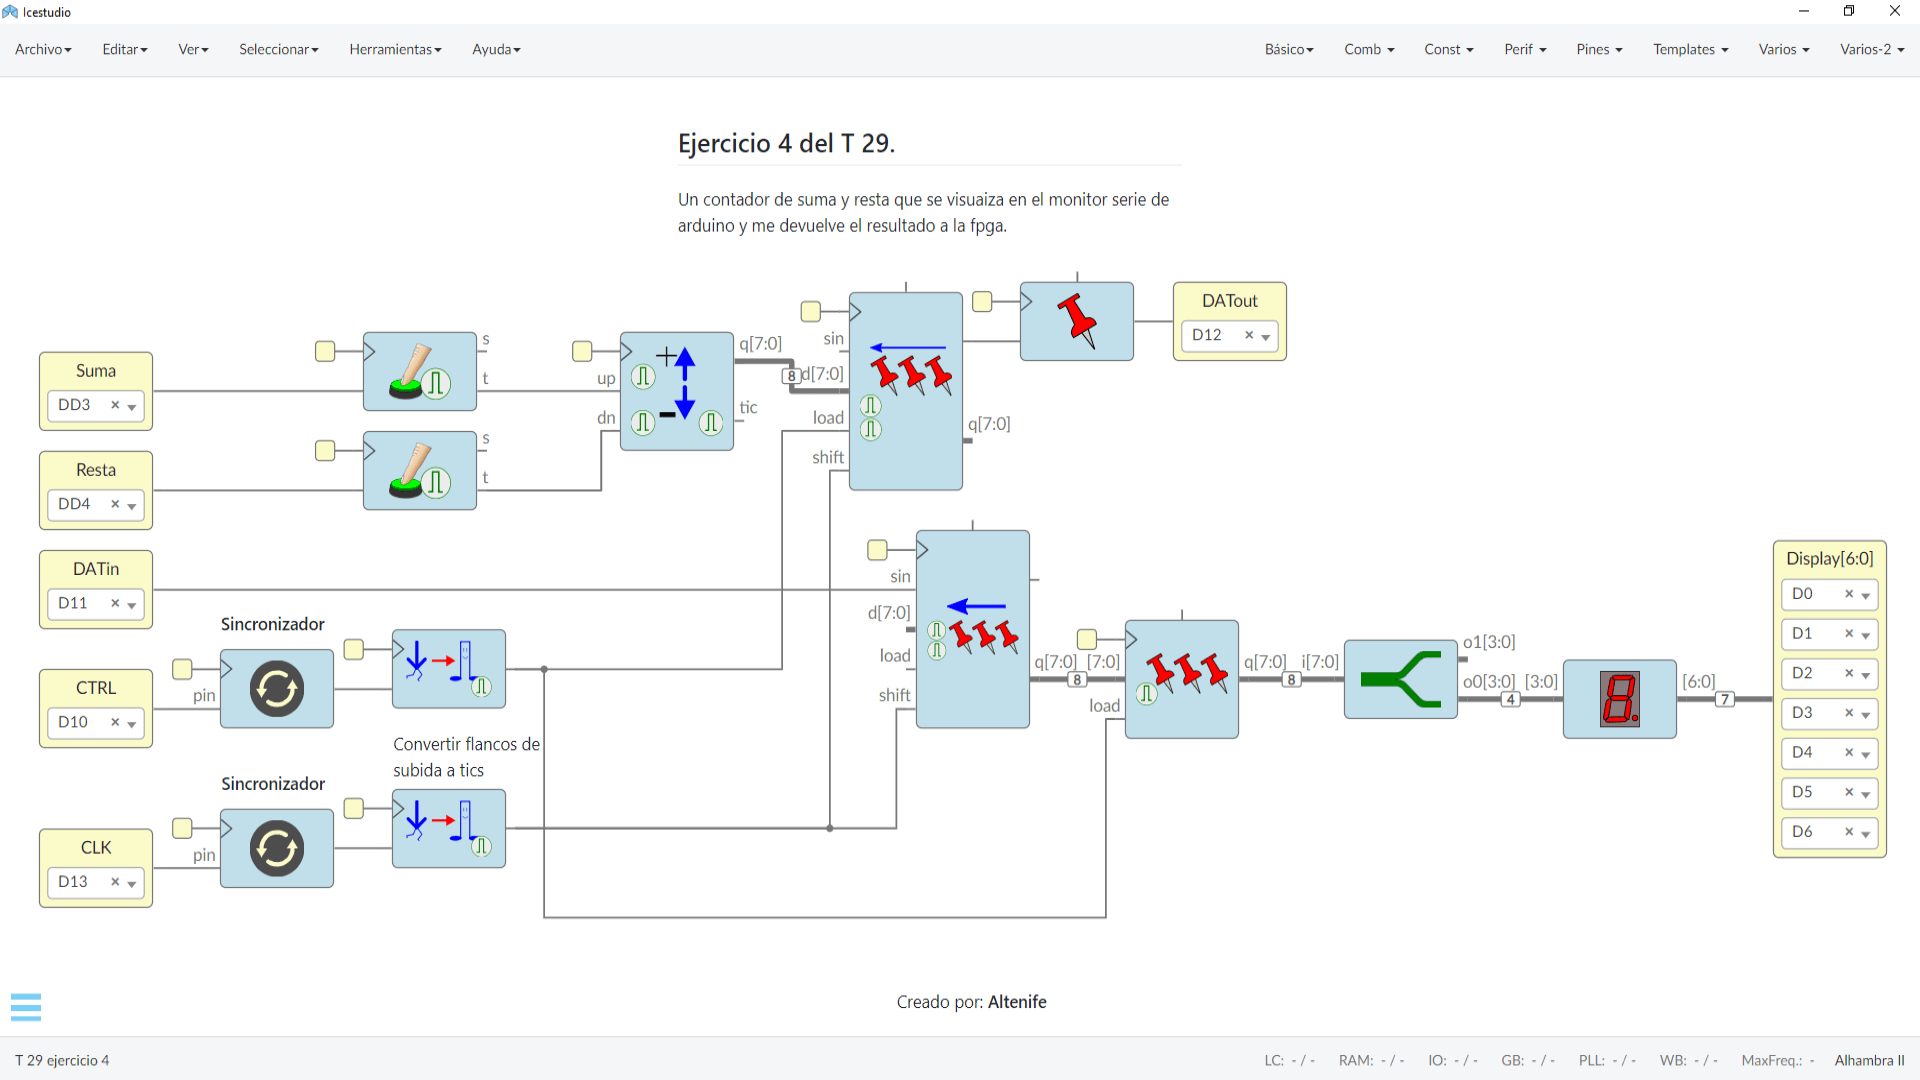 Icestudio
Archivo Editar Ver Seleccionar Herramientas Ayuda Básico Comb Const Perif Pines Templates Varios Varios-2
Ejercicio 4 del T 29.
Un contador de suma y resta que se visuaiza en el monitor serie de
arduino y me devuelve el resultado a la fpga.
DATout
D12 ×
Suma
DD3 ×
s
t
up
dn
q[7:0]
tic
8
sin
d[7:0]
load
shift
q[7:0]
Resta
DD4 ×
s
t
DATin
D11 ×
Sincronizador
CTRL
D10 ×
pin
Convertir flancos de
subida a tics
Sincronizador
CLK
D13 ×
pin
sin
d[7:0]
load
shift
q[7:0] [7:0]
8
load
q[7:0] i[7:0]
8
o1[3:0]
o0[3:0] [3:0]
4
[6:0]
7
Display[6:0]
D0 ×
D1 ×
D2 ×
D3 ×
D4 ×
D5 ×
D6 ×
Creado por: Altenife
T 29 ejercicio 4 LC: - / - RAM: - / - IO: - / - GB: - / - PLL: - / - WB: - / - MaxFreq.: - Alhambra II